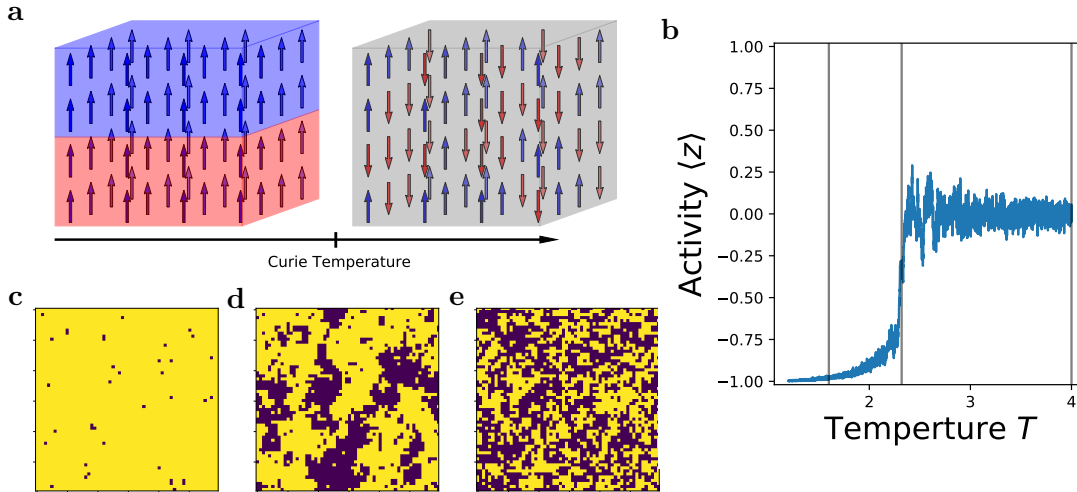 a
Curie Temperature
b
1.00
0.75
0.50
0.25
0.00
−0.25
−0.50
−0.75
−1.00
Activity ⟨z⟩
2
3
4
Temperture T
c
d
e